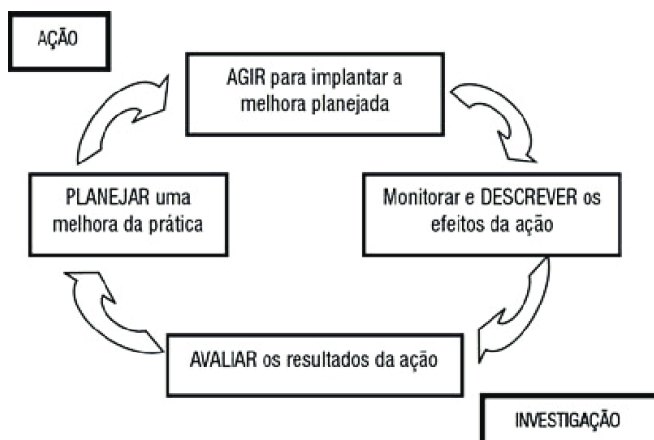 AÇÃO
AGIR para implantar a
melhora planejada
PLANEJAR uma
melhora da prática
Monitorar e DESCREVER os
efeitos da ação
AVALIAR os resultados da ação
INVESTIGAÇÃO